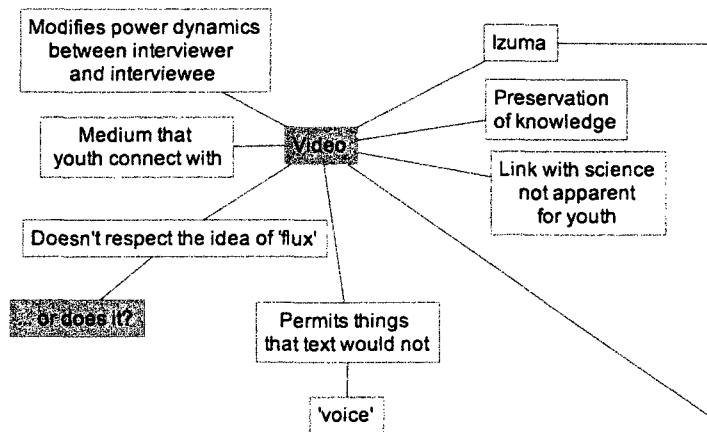 Modifies power dynamics
between interviewer
and interviewee
Izuma
Preservation
of knowledge
Medium that
youth connect with
Video
Link with science
not apparent
for youth
Doesn't respect the idea of 'flux'
... or does it?
Permits things
that text would not
'voice'